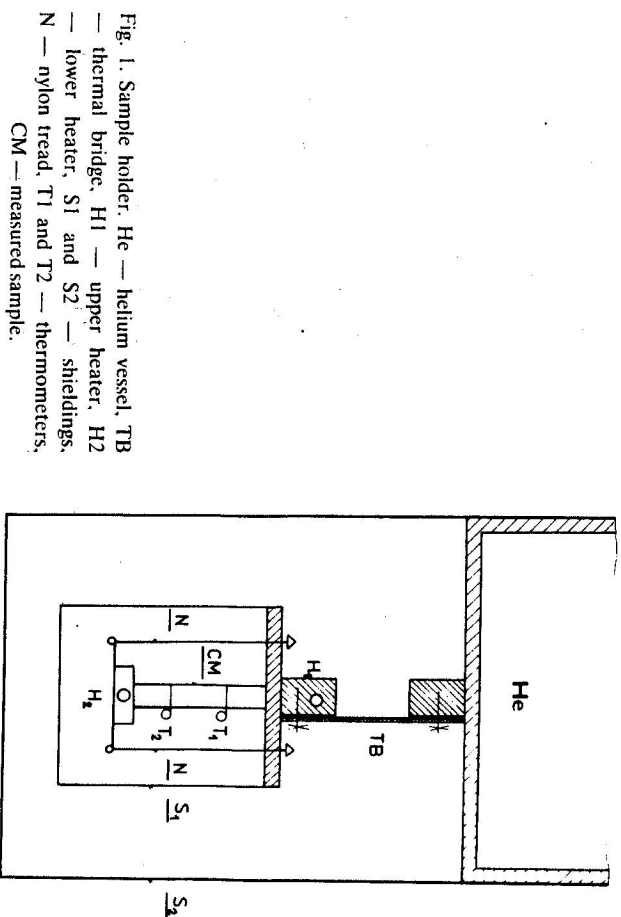 Fig. 1. Sample holder. He — helium vessel, TB
— thermal bridge, H1 — upper heater, H2
— lower heater, S1 and S2 — shieldings,
N — nylon tread, T1 and T2 — thermometers,
CM — measured sample.
He
TB
H₁
T₁
T₂
CM
N
N
H₂
S₁
S₂